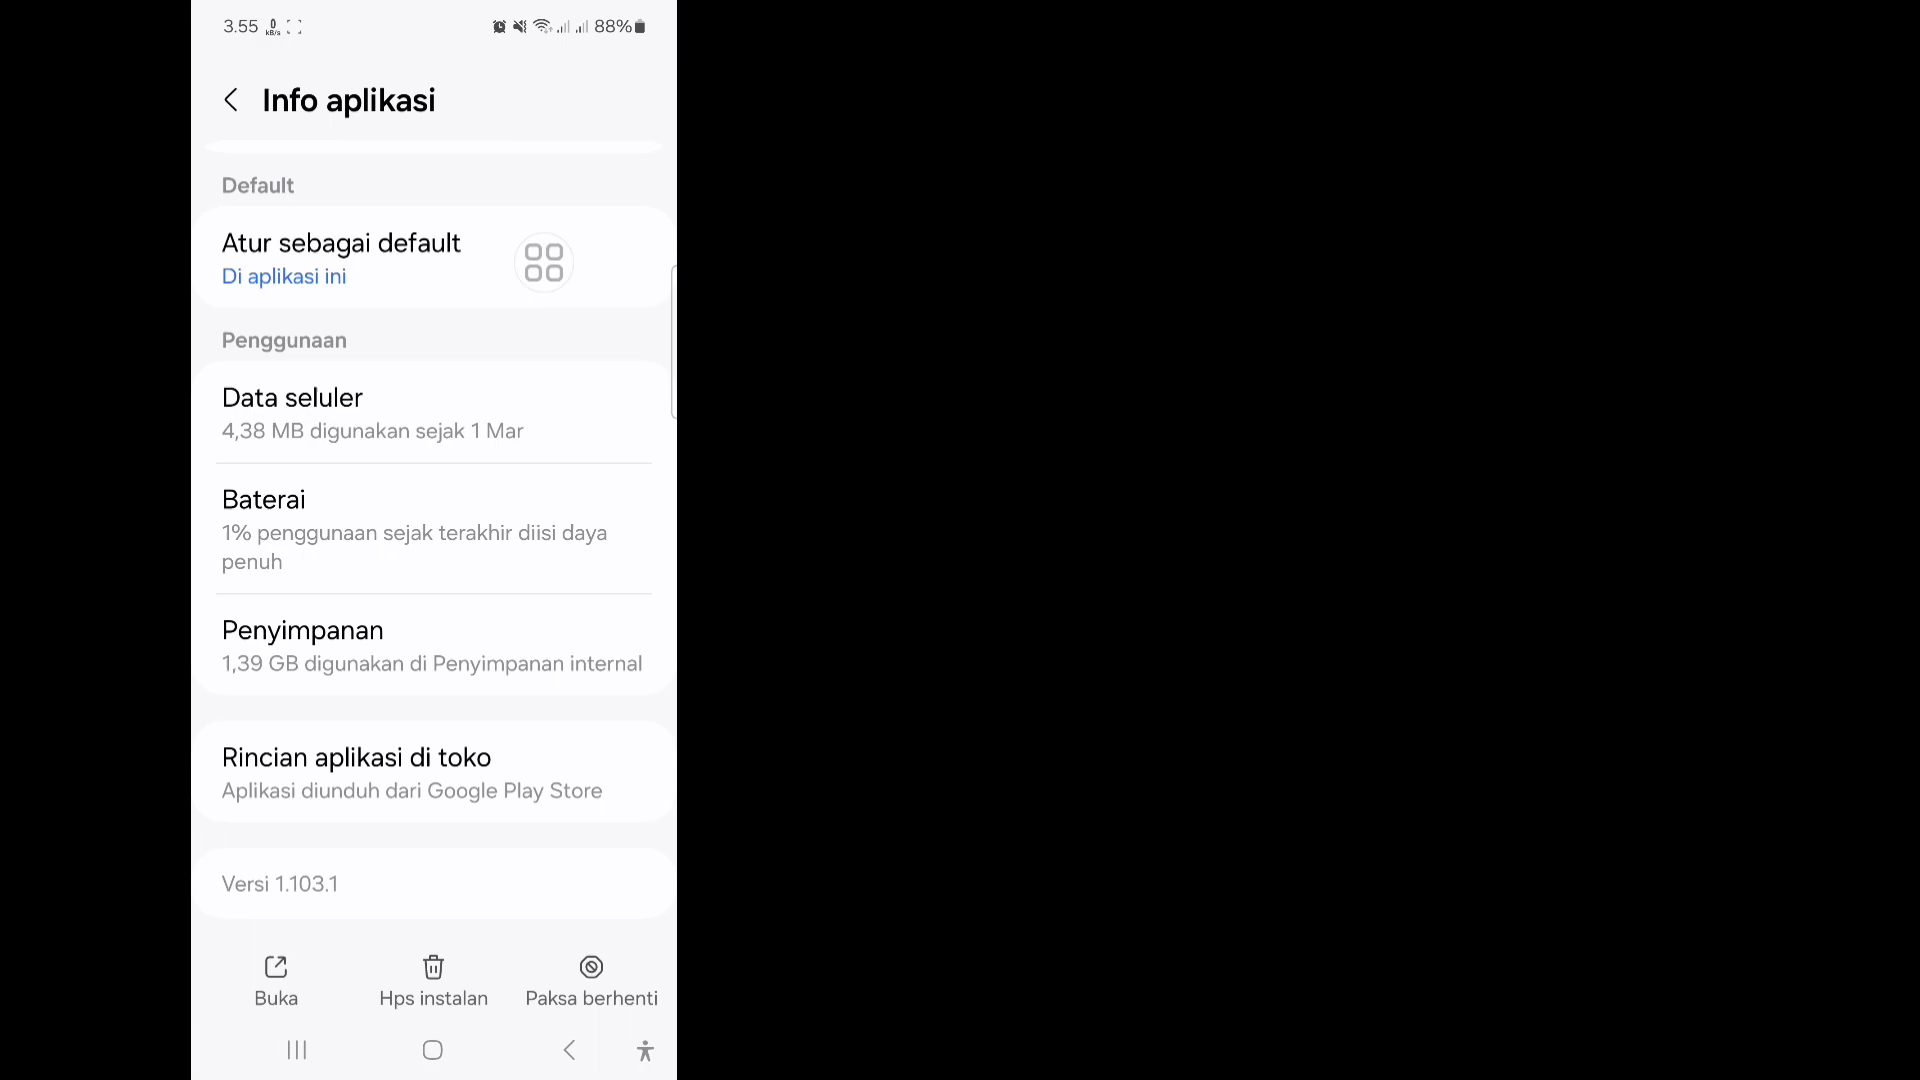 3.55 0 kB/s 88%
Info aplikasi
Default
Atur sebagai default
Di aplikasi ini
Penggunaan
Data seluler
4,38 MB digunakan sejak 1 Mar
Baterai
1% penggunaan sejak terakhir diisi daya
penuh
Penyimpanan
1,39 GB digunakan di Penyimpanan internal
Rincian aplikasi di toko
Aplikasi diunduh dari Google Play Store
Versi 1.103.1
Buka Hps instalan Paksa berhenti